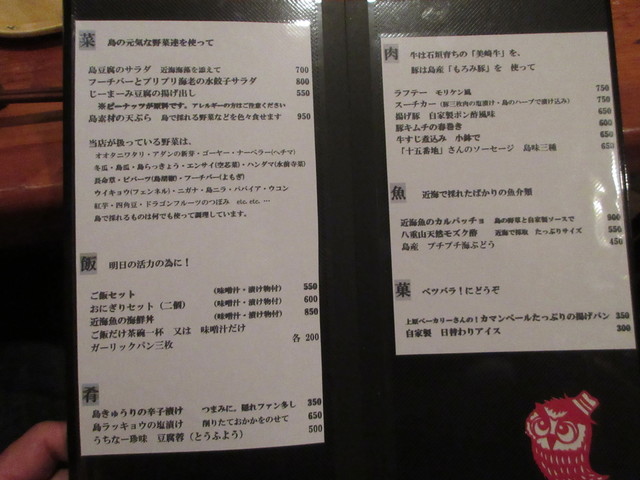 菜 島の元気な野菜達を使って
島豆腐のサラダ 近海海藻を添えて 700
フーチバーとプリプリ海老の水餃子サラダ 800
じーまーみ豆腐の揚げ出し 550
※ピーナッツが原料です。アレルギーの方はご注意ください
島素材の天ぷら 島で採れる野菜などを色々食せます 950
当店が扱っている野菜は、
オオタニワタリ・アダンの新芽・ゴーヤー・ナーベラー(ヘチマ)
冬瓜・島瓜・島らっきょう・エンサイ(空芯菜)・ハンダマ(水前寺菜)
長命草・ピパーツ(島胡椒)・フーチバー(よもぎ)
ウイキョウ(フェンネル)・ニガナ・島ニラ・パパイア・ウコン
紅芋・四角豆・ドラゴンフルーツのつぼみ etc. etc. …
島で採れるものは何でも使って調理しています。
飯 明日の活力の為に!
ご飯セット (味噌汁・漬け物付) 550
おにぎりセット(二個) (味噌汁・漬け物付) 600
近海魚の海鮮丼 (味噌汁・漬け物付) 850
ご飯だけ茶碗一杯 又は 味噌汁だけ
ガーリックパン三枚 各 200
肴
島きゅうりの辛子漬け つまみに。隠れファン多し 350
島ラッキョウの塩漬け 削りたておかかをのせて 650
うちなー珍味 豆腐蓉(とうふよう) 500
肉 牛は石垣育ちの「美崎牛」を、
豚は島産「もろみ豚」を 使って
ラフテー モリケン風 750
スーチカー(豚三枚肉の塩漬け・島のハーブで漬け込み) 750
揚げ豚 自家製ポン酢風味 650
豚キムチの春巻き 650
牛すじ煮込み 小鉢で 650
「十五番地」さんのソーセージ 島味三種 650
魚 近海で採れたばかりの魚介類
近海魚のカルパッチョ 島の野菜と自家製ソースで 900
八重山天然モズク酢 近海で採取 たっぷりサイズ 550
島産 プチプチ海ぶどう 450
菓 ベツバラ!にどうぞ
上原ベーカリーさんの!カマンベールたっぷりの揚げパン 350
自家製 日替わりアイス 300